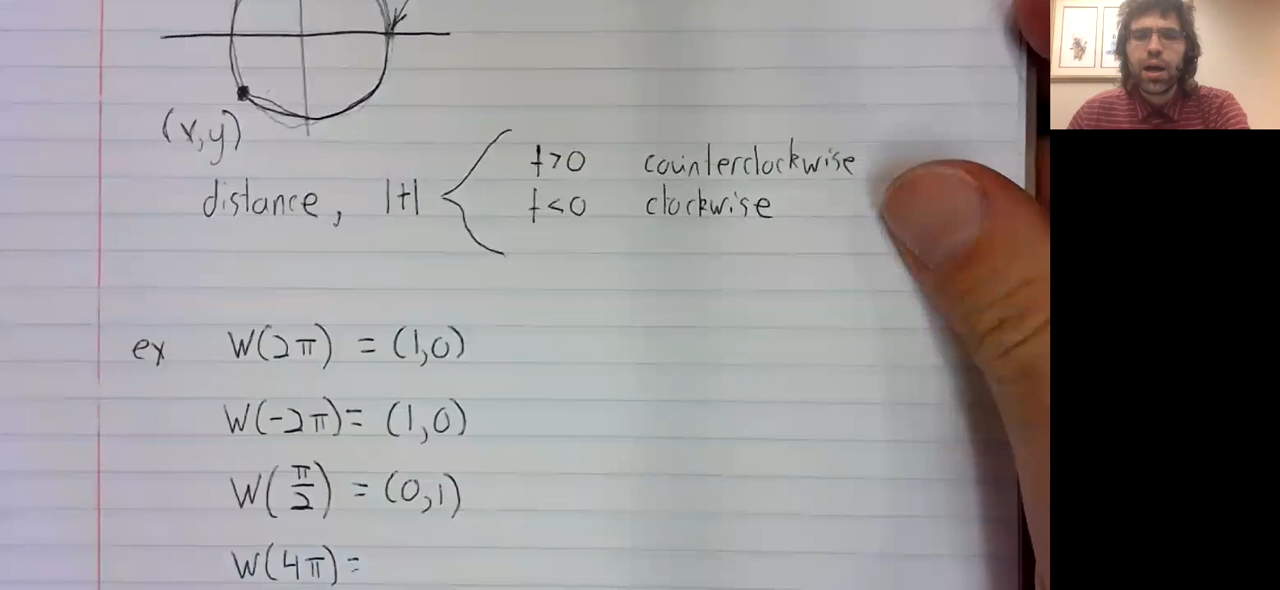 (x,y)
distance, |t| { t>0 counterclockwise
t<0 clockwise
ex W(2π) = (1,0)
W(-2π) = (1,0)
W(π/2) = (0,1)
W(4π) =